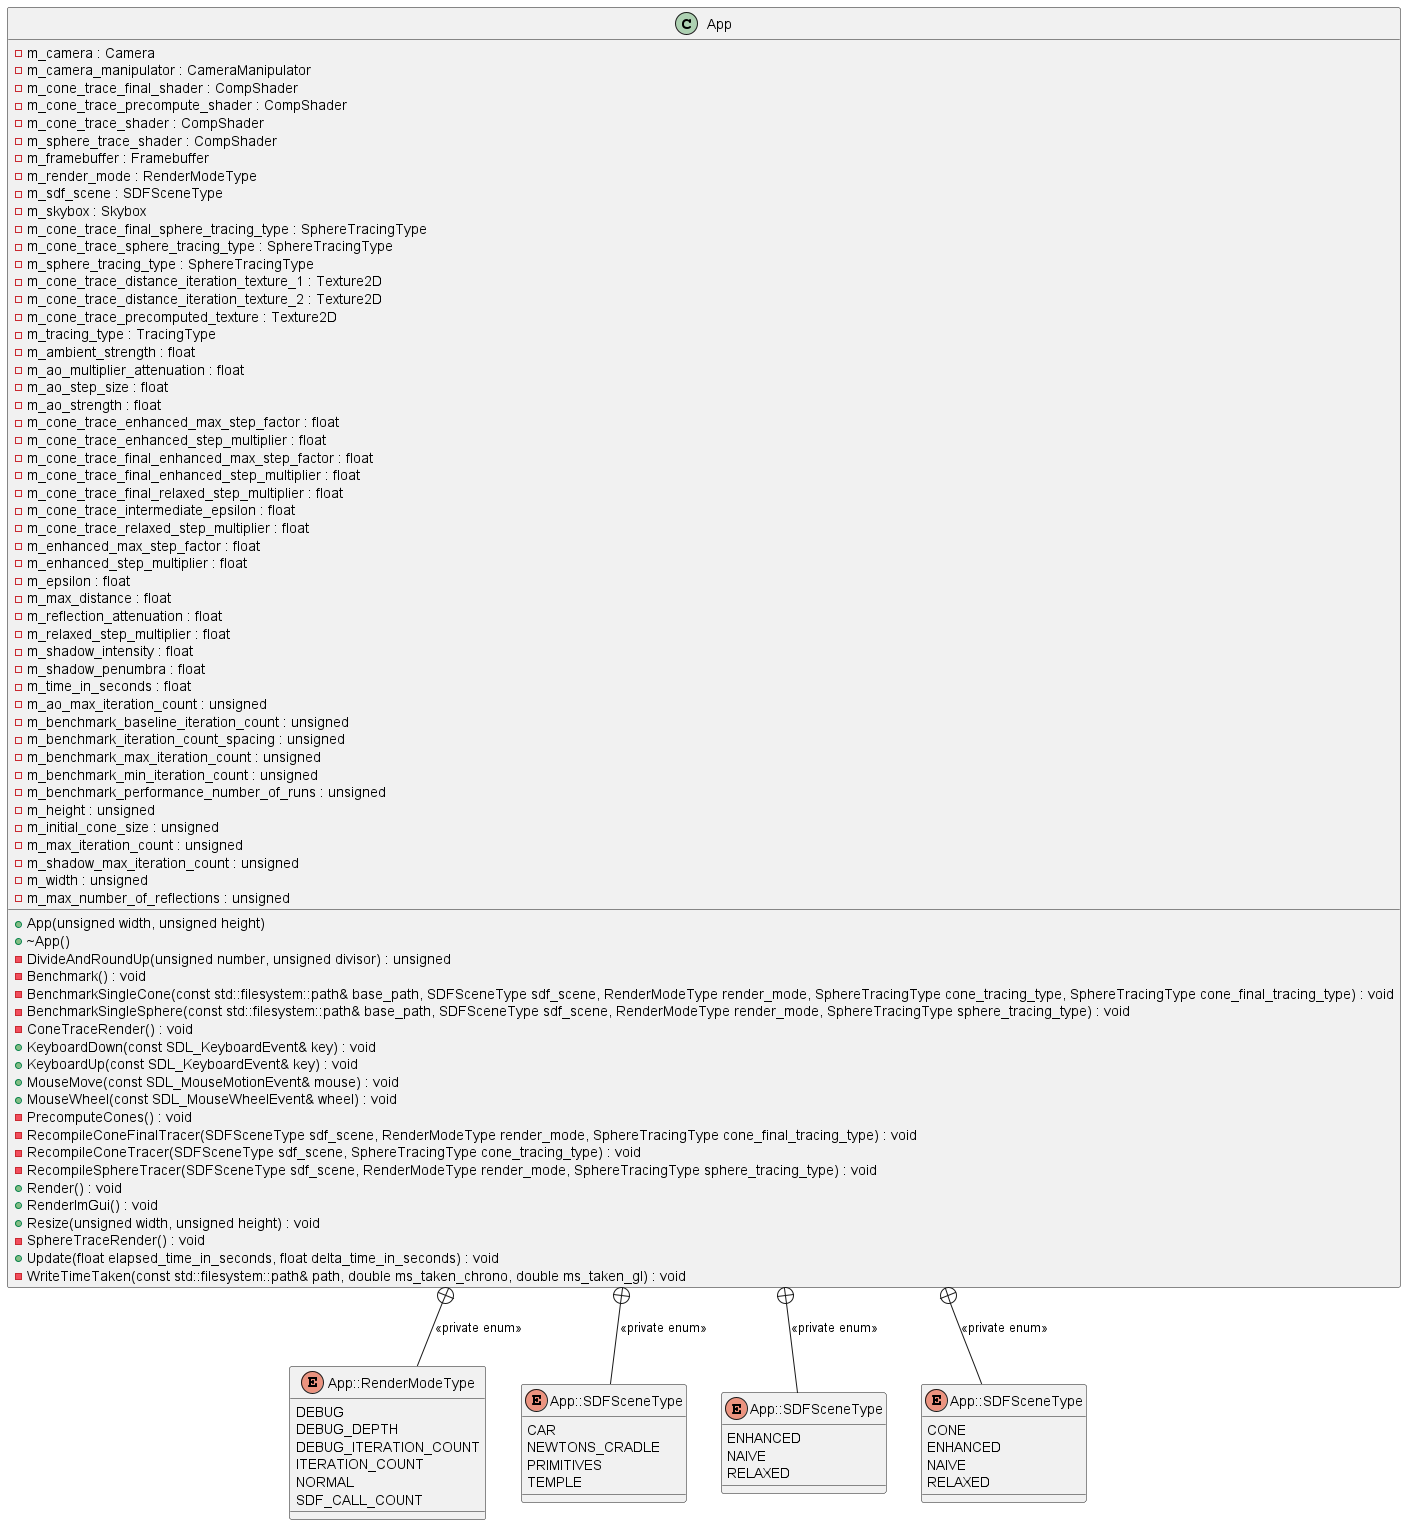 C App
m_camera : Camera
m_camera_manipulator : CameraManipulator
m_cone_trace_final_shader : CompShader
m_cone_trace_precompute_shader : CompShader
m_cone_trace_shader : CompShader
m_sphere_trace_shader : CompShader
m_framebuffer : Framebuffer
m_render_mode : RenderModeType
m_sdf_scene : SDFSceneType
m_skybox : Skybox
m_cone_trace_final_sphere_tracing_type : SphereTracingType
m_cone_trace_sphere_tracing_type : SphereTracingType
m_sphere_tracing_type : SphereTracingType
m_cone_trace_distance_iteration_texture_1 : Texture2D
m_cone_trace_distance_iteration_texture_2 : Texture2D
m_cone_trace_precomputed_texture : Texture2D
m_tracing_type : TracingType
m_ambient_strength : float
m_ao_multiplier_attenuation : float
m_ao_step_size : float
m_ao_strength : float
m_cone_trace_enhanced_max_step_factor : float
m_cone_trace_enhanced_step_multiplier : float
m_cone_trace_final_enhanced_max_step_factor : float
m_cone_trace_final_enhanced_step_multiplier : float
m_cone_trace_final_relaxed_step_multiplier : float
m_cone_trace_intermediate_epsilon : float
m_cone_trace_relaxed_step_multiplier : float
m_enhanced_max_step_factor : float
m_enhanced_step_multiplier : float
m_epsilon : float
m_max_distance : float
m_reflection_attenuation : float
m_relaxed_step_multiplier : float
m_shadow_intensity : float
m_shadow_penumbra : float
m_time_in_seconds : float
m_ao_max_iteration_count : unsigned
m_benchmark_baseline_iteration_count : unsigned
m_benchmark_iteration_count_spacing : unsigned
m_benchmark_max_iteration_count : unsigned
m_benchmark_min_iteration_count : unsigned
m_benchmark_performance_number_of_runs : unsigned
m_height : unsigned
m_initial_cone_size : unsigned
m_max_iteration_count : unsigned
m_shadow_max_iteration_count : unsigned
m_width : unsigned
m_max_number_of_reflections : unsigned
App(unsigned width, unsigned height)
~App()
DivideAndRoundUp(unsigned number, unsigned divisor) : unsigned
Benchmark() : void
BenchmarkSingleCone(const std::filesystem::path& base_path, SDFSceneType sdf_scene, RenderModeType render_mode, SphereTracingType cone_tracing_type, SphereTracingType cone_final_tracing_type) : void
BenchmarkSingleSphere(const std::filesystem::path& base_path, SDFSceneType sdf_scene, RenderModeType render_mode, SphereTracingType sphere_tracing_type) : void
ConeTraceRender() : void
KeyboardDown(const SDL_KeyboardEvent& key) : void
KeyboardUp(const SDL_KeyboardEvent& key) : void
MouseMove(const SDL_MouseMotionEvent& mouse) : void
MouseWheel(const SDL_MouseWheelEvent& wheel) : void
PrecomputeCones() : void
RecompileConeFinalTracer(SDFSceneType sdf_scene, RenderModeType render_mode, SphereTracingType cone_final_tracing_type) : void
RecompileConeTracer(SDFSceneType sdf_scene, SphereTracingType cone_tracing_type) : void
RecompileSphereTracer(SDFSceneType sdf_scene, RenderModeType render_mode, SphereTracingType sphere_tracing_type) : void
Render() : void
RenderImGui() : void
Resize(unsigned width, unsigned height) : void
SphereTraceRender() : void
Update(float elapsed_time_in_seconds, float delta_time_in_seconds) : void
WriteTimeTaken(const std::filesystem::path& path, double ms_taken_chrono, double ms_taken_gl) : void
«private enum» «private enum» «private enum» «private enum»
E App::RenderModeType
DEBUG
DEBUG_DEPTH
DEBUG_ITERATION_COUNT
ITERATION_COUNT
NORMAL
SDF_CALL_COUNT
E App::SDFSceneType
CAR
NEWTONS_CRADLE
PRIMITIVES
TEMPLE
E App::SDFSceneType
ENHANCED
NAIVE
RELAXED
E App::SDFSceneType
CONE
ENHANCED
NAIVE
RELAXED